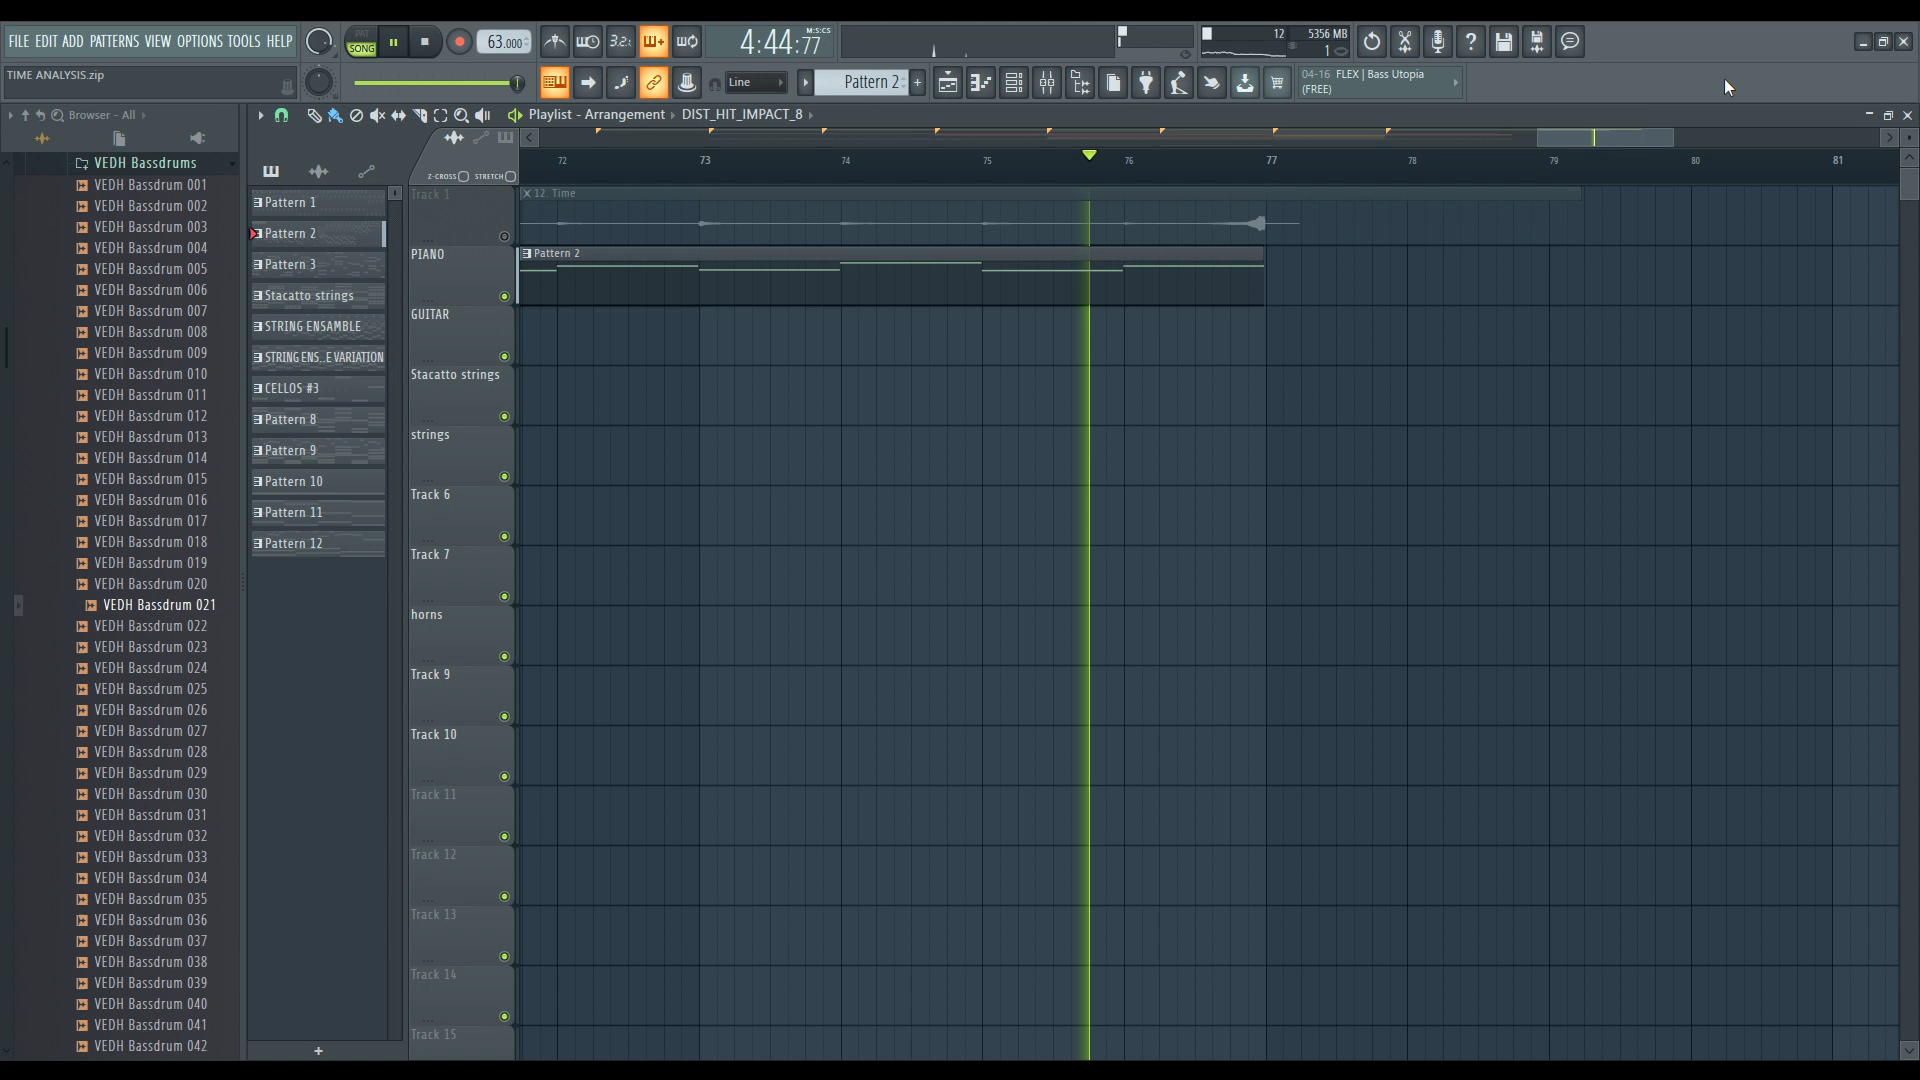 FILE EDIT ADD PATTERNS VIEW OPTIONS TOOLS HELP
PAT
SONG
63.000
3.2.
M:S:CS
4:44:77
12
5356 MB
1
TIME ANALYSIS.zip
Line
Pattern 2
04-16 FLEX | Bass Utopia
(FREE)
Browser - All
Playlist - Arrangement › DIST_HIT_IMPACT_8
Z-CROSS
STRETCH
72
73
74
75
76
77
78
79
80
81
VEDH Bassdrums
VEDH Bassdrum 001
VEDH Bassdrum 002
VEDH Bassdrum 003
VEDH Bassdrum 004
VEDH Bassdrum 005
VEDH Bassdrum 006
VEDH Bassdrum 007
VEDH Bassdrum 008
VEDH Bassdrum 009
VEDH Bassdrum 010
VEDH Bassdrum 011
VEDH Bassdrum 012
VEDH Bassdrum 013
VEDH Bassdrum 014
VEDH Bassdrum 015
VEDH Bassdrum 016
VEDH Bassdrum 017
VEDH Bassdrum 018
VEDH Bassdrum 019
VEDH Bassdrum 020
VEDH Bassdrum 021
VEDH Bassdrum 022
VEDH Bassdrum 023
VEDH Bassdrum 024
VEDH Bassdrum 025
VEDH Bassdrum 026
VEDH Bassdrum 027
VEDH Bassdrum 028
VEDH Bassdrum 029
VEDH Bassdrum 030
VEDH Bassdrum 031
VEDH Bassdrum 032
VEDH Bassdrum 033
VEDH Bassdrum 034
VEDH Bassdrum 035
VEDH Bassdrum 036
VEDH Bassdrum 037
VEDH Bassdrum 038
VEDH Bassdrum 039
VEDH Bassdrum 040
VEDH Bassdrum 041
VEDH Bassdrum 042
Pattern 1
Pattern 2
Pattern 3
Stacatto strings
STRING ENSAMBLE
STRING ENS..E VARIATION
CELLOS #3
Pattern 8
Pattern 9
Pattern 10
Pattern 11
Pattern 12
Track 1
PIANO
GUITAR
Stacatto strings
strings
Track 6
Track 7
horns
Track 9
Track 10
Track 11
Track 12
Track 13
Track 14
Track 15
12. Time
Pattern 2